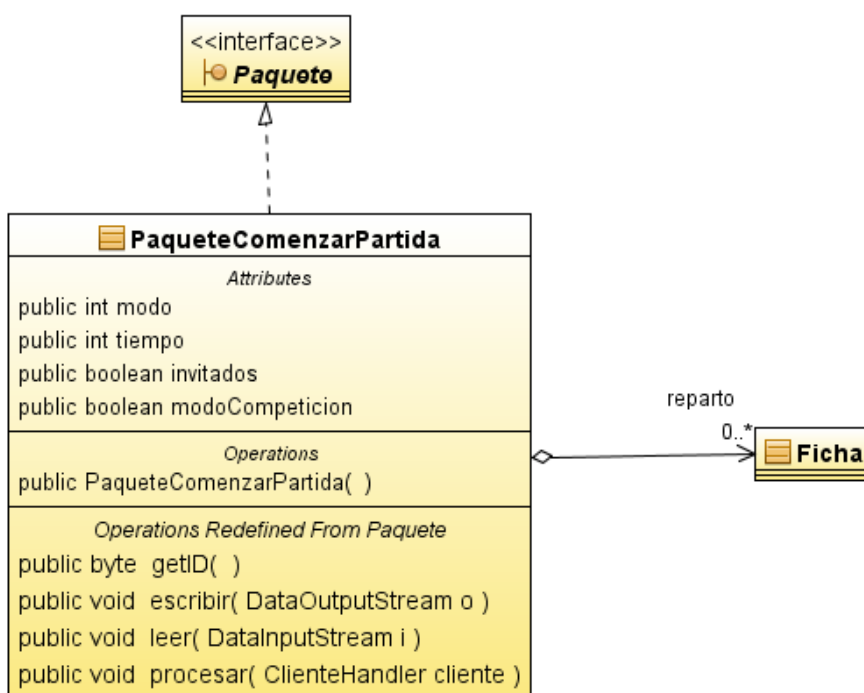 <<interface>>
Paquete
PaqueteComenzarPartida
Attributes
public int modo
public int tiempo
public boolean invitados
public boolean modoCompeticion
Operations
public PaqueteComenzarPartida( )
Operations Redefined From Paquete
public byte getID( )
public void escribir( DataOutputStream o )
public void leer( DataInputStream i )
public void procesar( ClienteHandler cliente )
reparto
0..*
Ficha